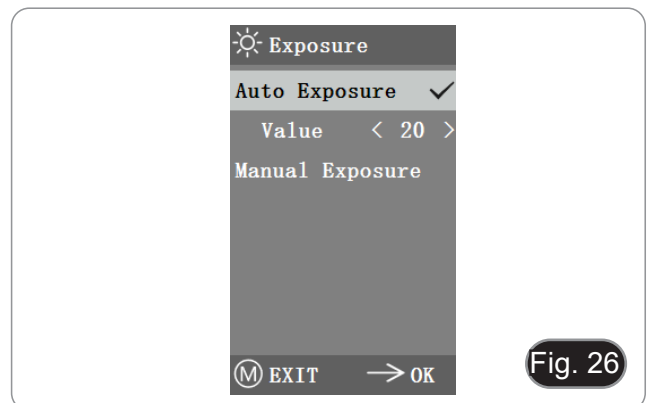 Exposure
Auto Exposure
Value < 20 >
Manual Exposure
M EXIT → OK
Fig. 26